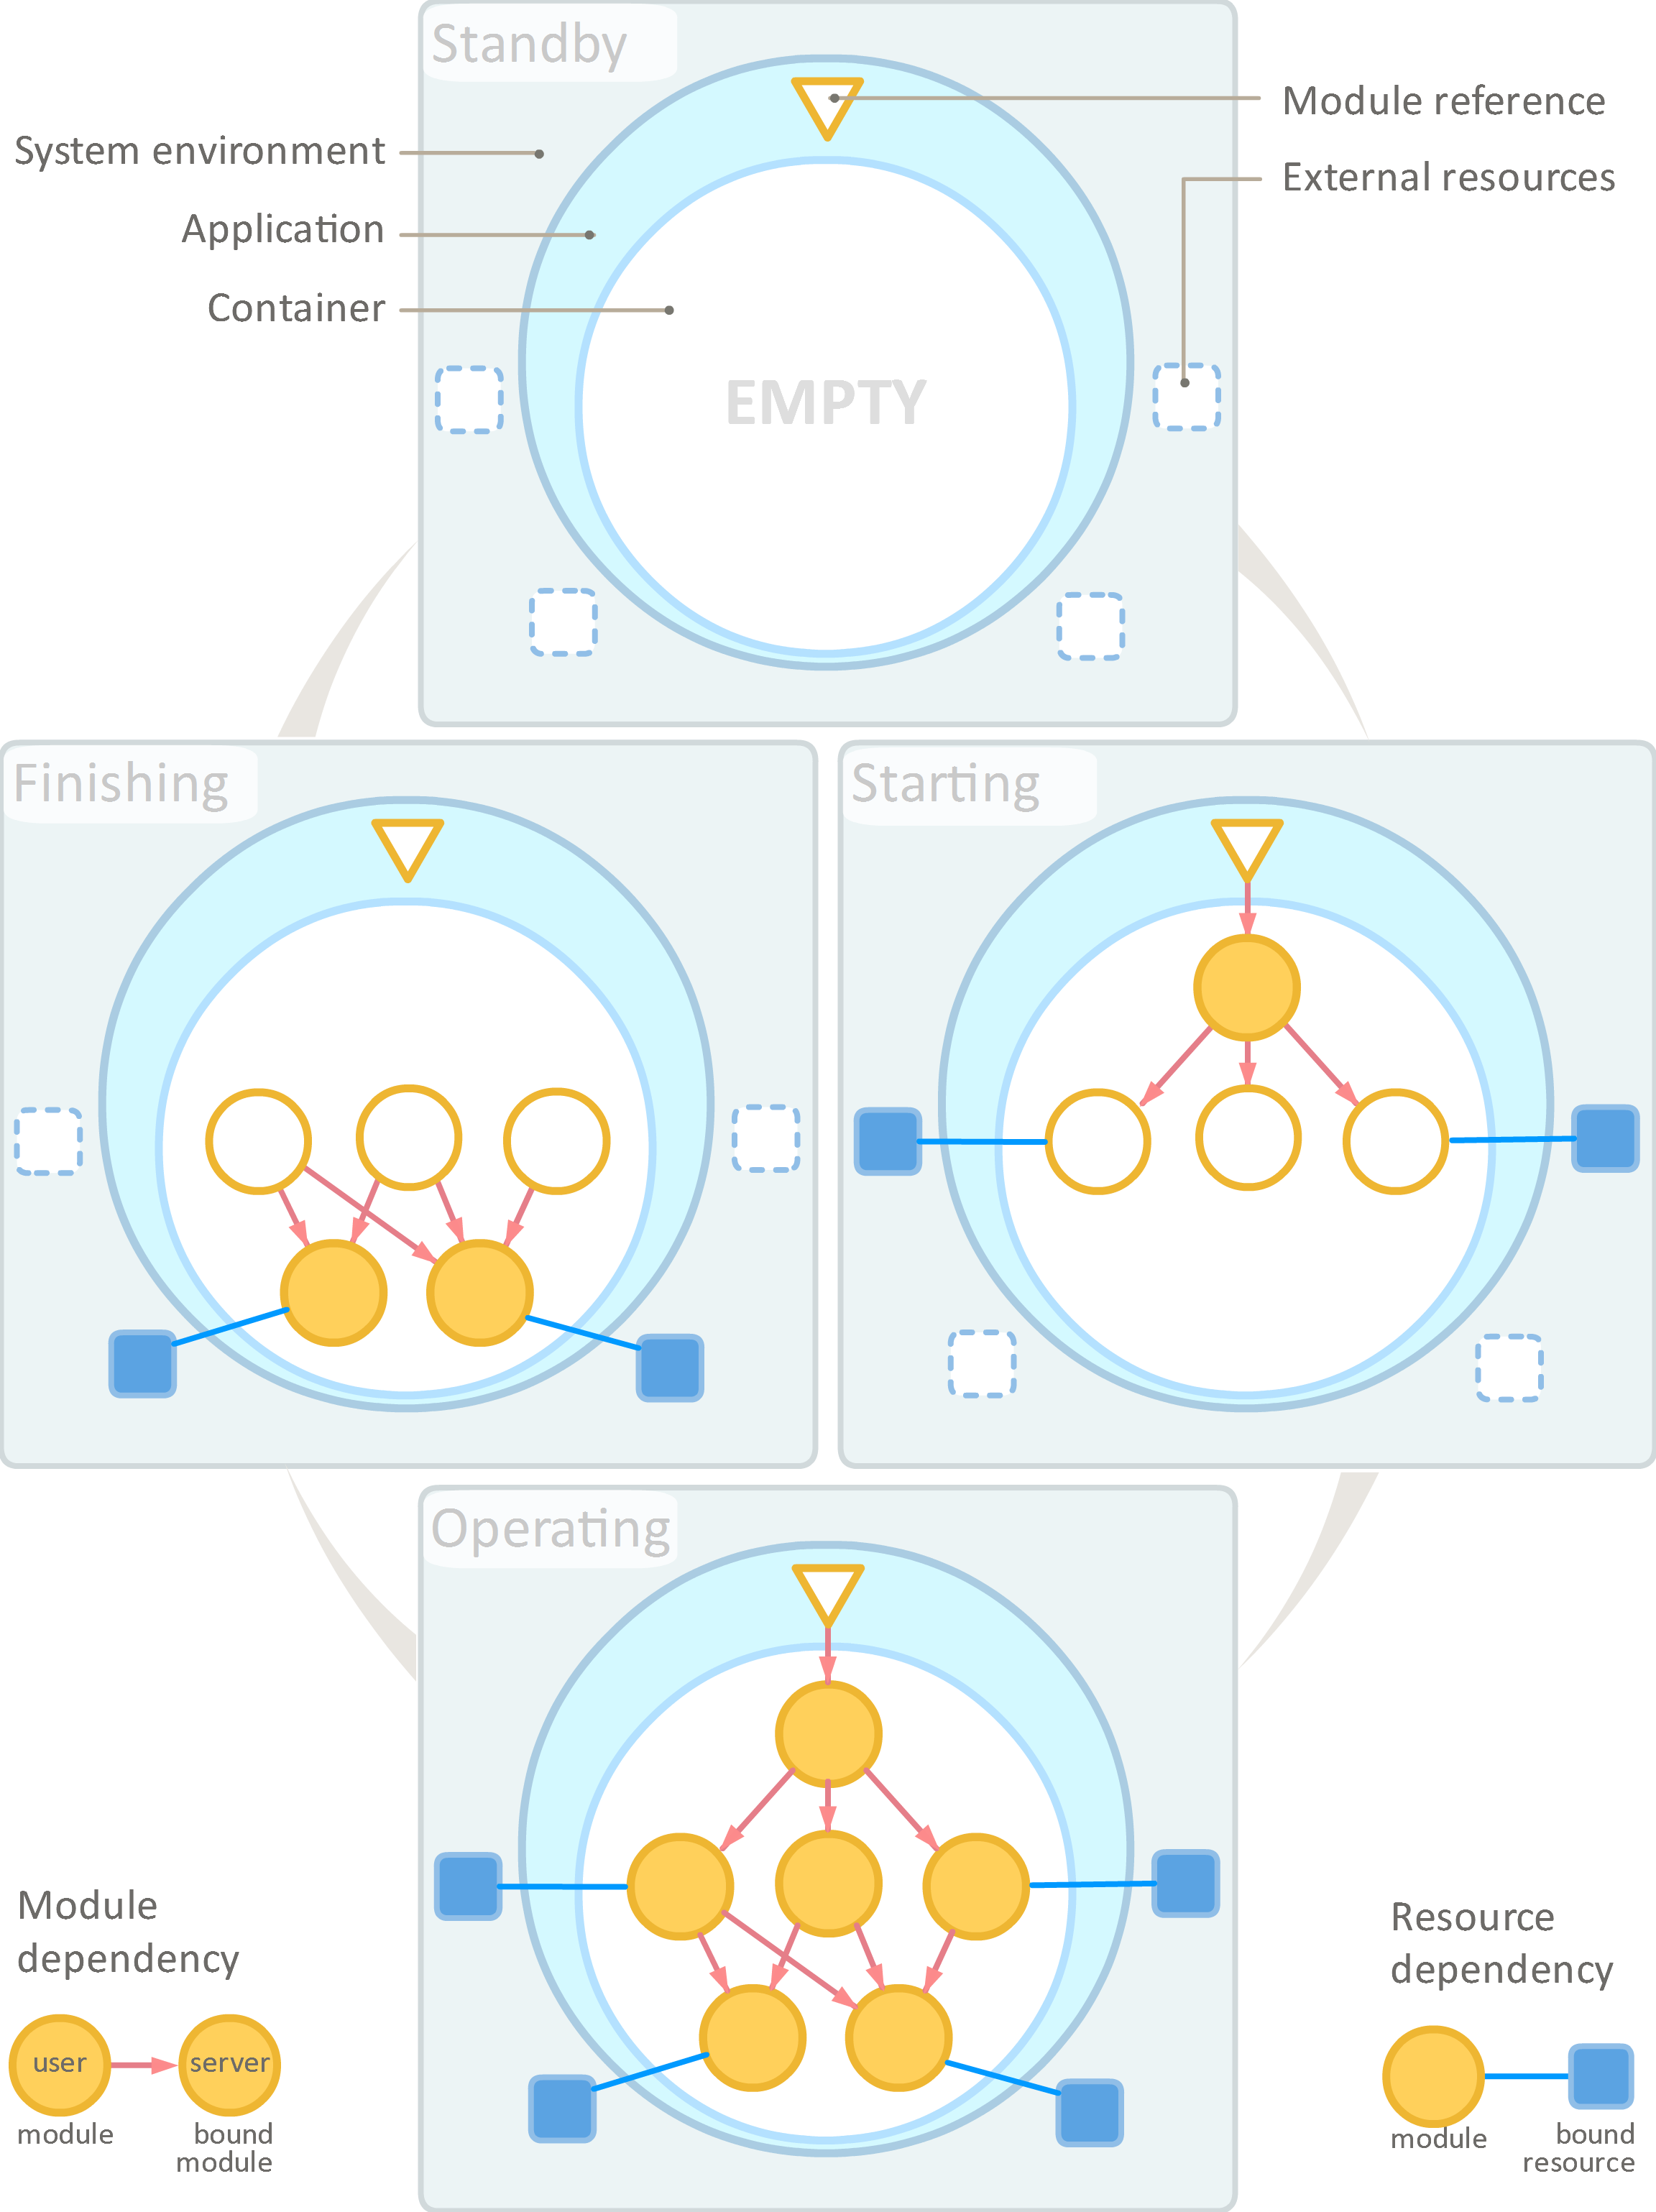 Standby
Module reference
System environment
External resources
Application
Container
EMPTY
Finishing
Starting
Operating
Module
dependency
user
server
module
bound
module
Resource
dependency
module
bound
resource